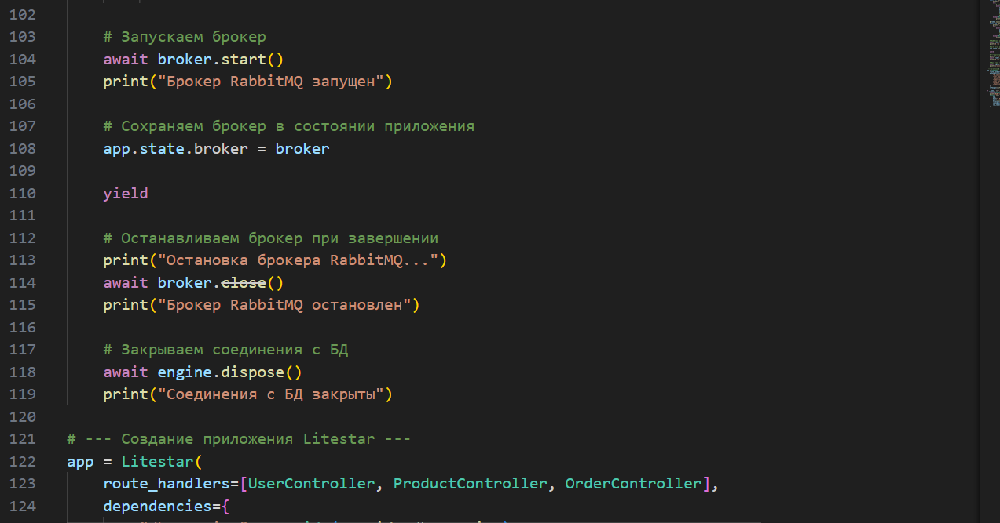 102
103 # Запускаем брокер
104 await broker.start()
105 print("Брокер RabbitMQ запущен")
106
107 # Сохраняем брокер в состоянии приложения
108 app.state.broker = broker
109
110 yield
111
112 # Останавливаем брокер при завершении
113 print("Остановка брокера RabbitMQ...")
114 await broker.close()
115 print("Брокер RabbitMQ остановлен")
116
117 # Закрываем соединения с БД
118 await engine.dispose()
119 print("Соединения с БД закрыты")
120
121 # --- Создание приложения Litestar ---
122 app = Litestar(
123 route_handlers=[UserController, ProductController, OrderController],
124 dependencies={